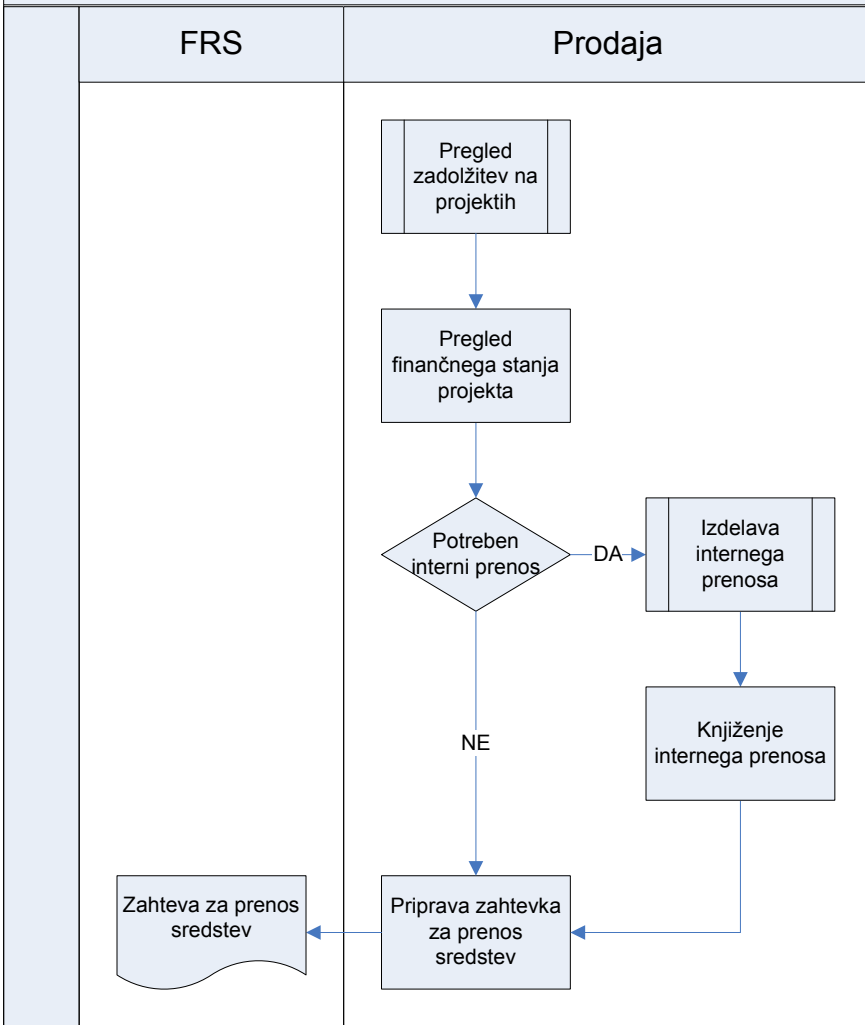 FRS
Prodaja
Pregled
zadolžitev na
projektih
Pregled
finančnega stanja
projekta
Potreben
interni prenos
DA
Izdelava
internega
prenosa
NE
Knjiženje
internega prenosa
Zahteva za prenos
sredstev
Priprava zahtevka
za prenos
sredstev